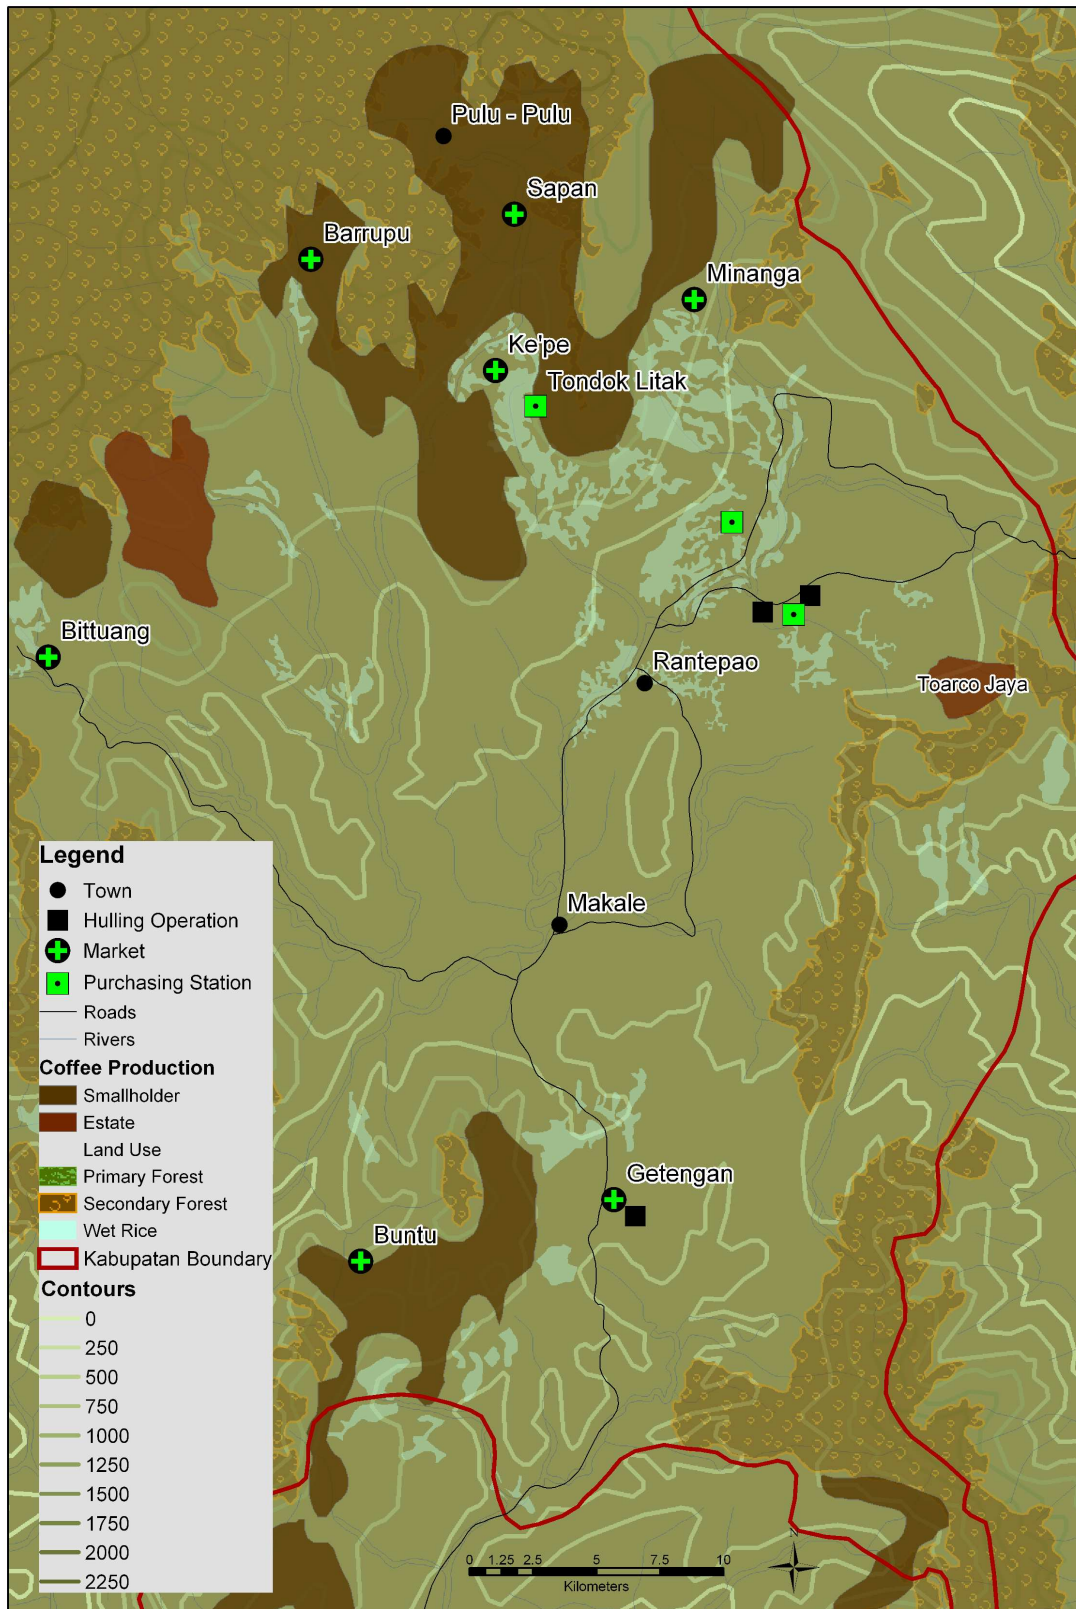 Pulu - Pulu
Sapan
Barrupu
Minanga
Ke'pe
Tondok Litak
Bittuang
Rantepao
Toarco Jaya
Makale
Getengan
Buntu
Legend
Town
Hulling Operation
Market
Purchasing Station
Roads
Rivers
Coffee Production
Smallholder
Estate
Land Use
Primary Forest
Secondary Forest
Wet Rice
Kabupatan Boundary
Contours
0
250
500
750
1000
1250
1500
1750
2000
2250
N
0 1.25 2.5 5 7.5 10
Kilometers